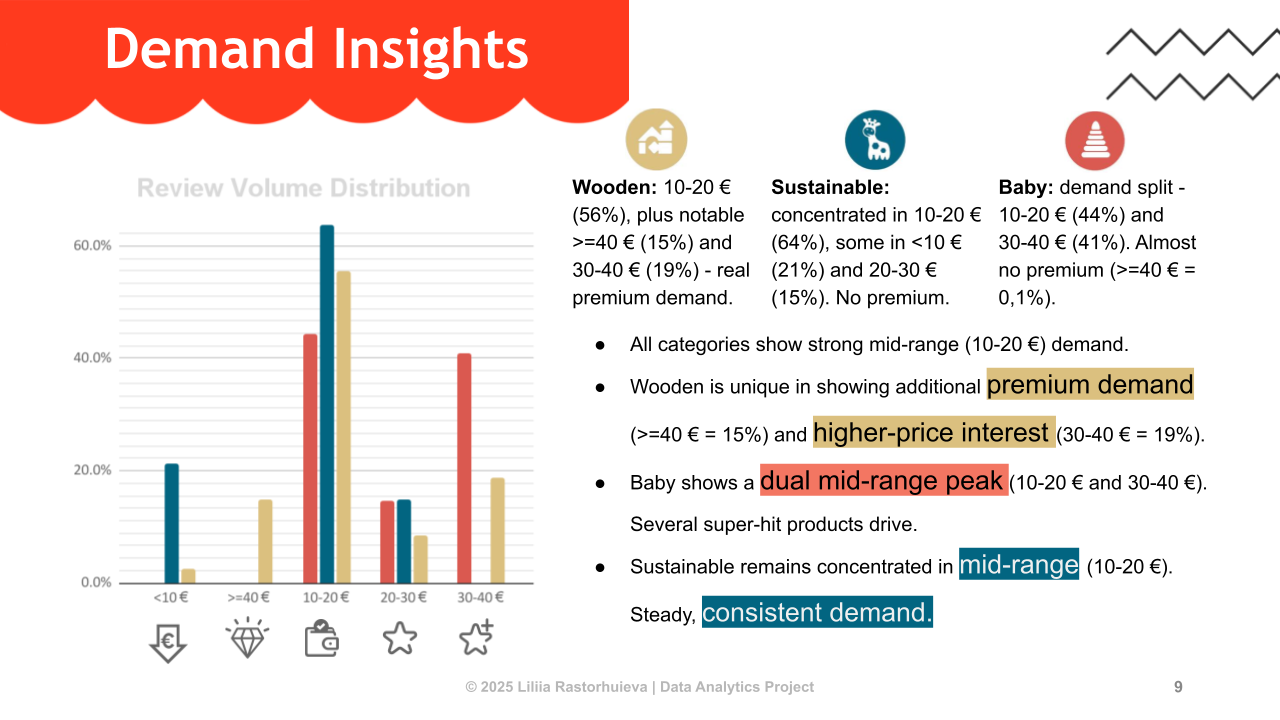 Demand Insights
Review Volume Distribution
60.0%
40.0%
20.0%
0.0%
<10 €
>=40 €
10-20 €
20-30 €
30-40 €
€
Wooden: 10-20 €
(56%), plus notable
>=40 € (15%) and
30-40 € (19%) - real
premium demand.
Sustainable:
concentrated in 10-20 €
(64%), some in <10 €
(21%) and 20-30 €
(15%). No premium.
Baby: demand split -
10-20 € (44%) and
30-40 € (41%). Almost
no premium (>=40 € =
0,1%).
● All categories show strong mid-range (10-20 €) demand.
● Wooden is unique in showing additional premium demand
(>=40 € = 15%) and higher-price interest (30-40 € = 19%).
● Baby shows a dual mid-range peak (10-20 € and 30-40 €).
Several super-hit products drive.
● Sustainable remains concentrated in mid-range (10-20 €).
Steady, consistent demand.
© 2025 Liliia Rastorhuieva | Data Analytics Project
9